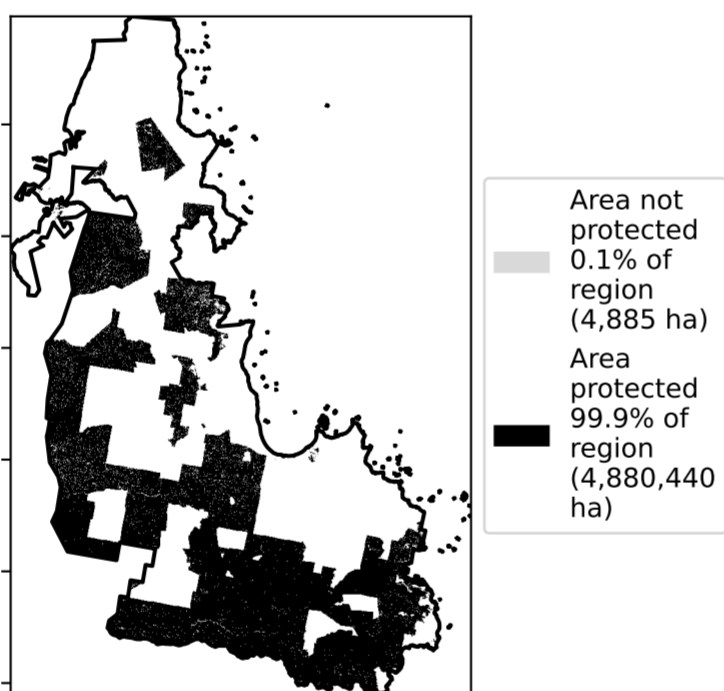 Area not
protected
0.1% of
region
(4,885 ha)
Area
protected
99.9% of
region
(4,880,440
ha)